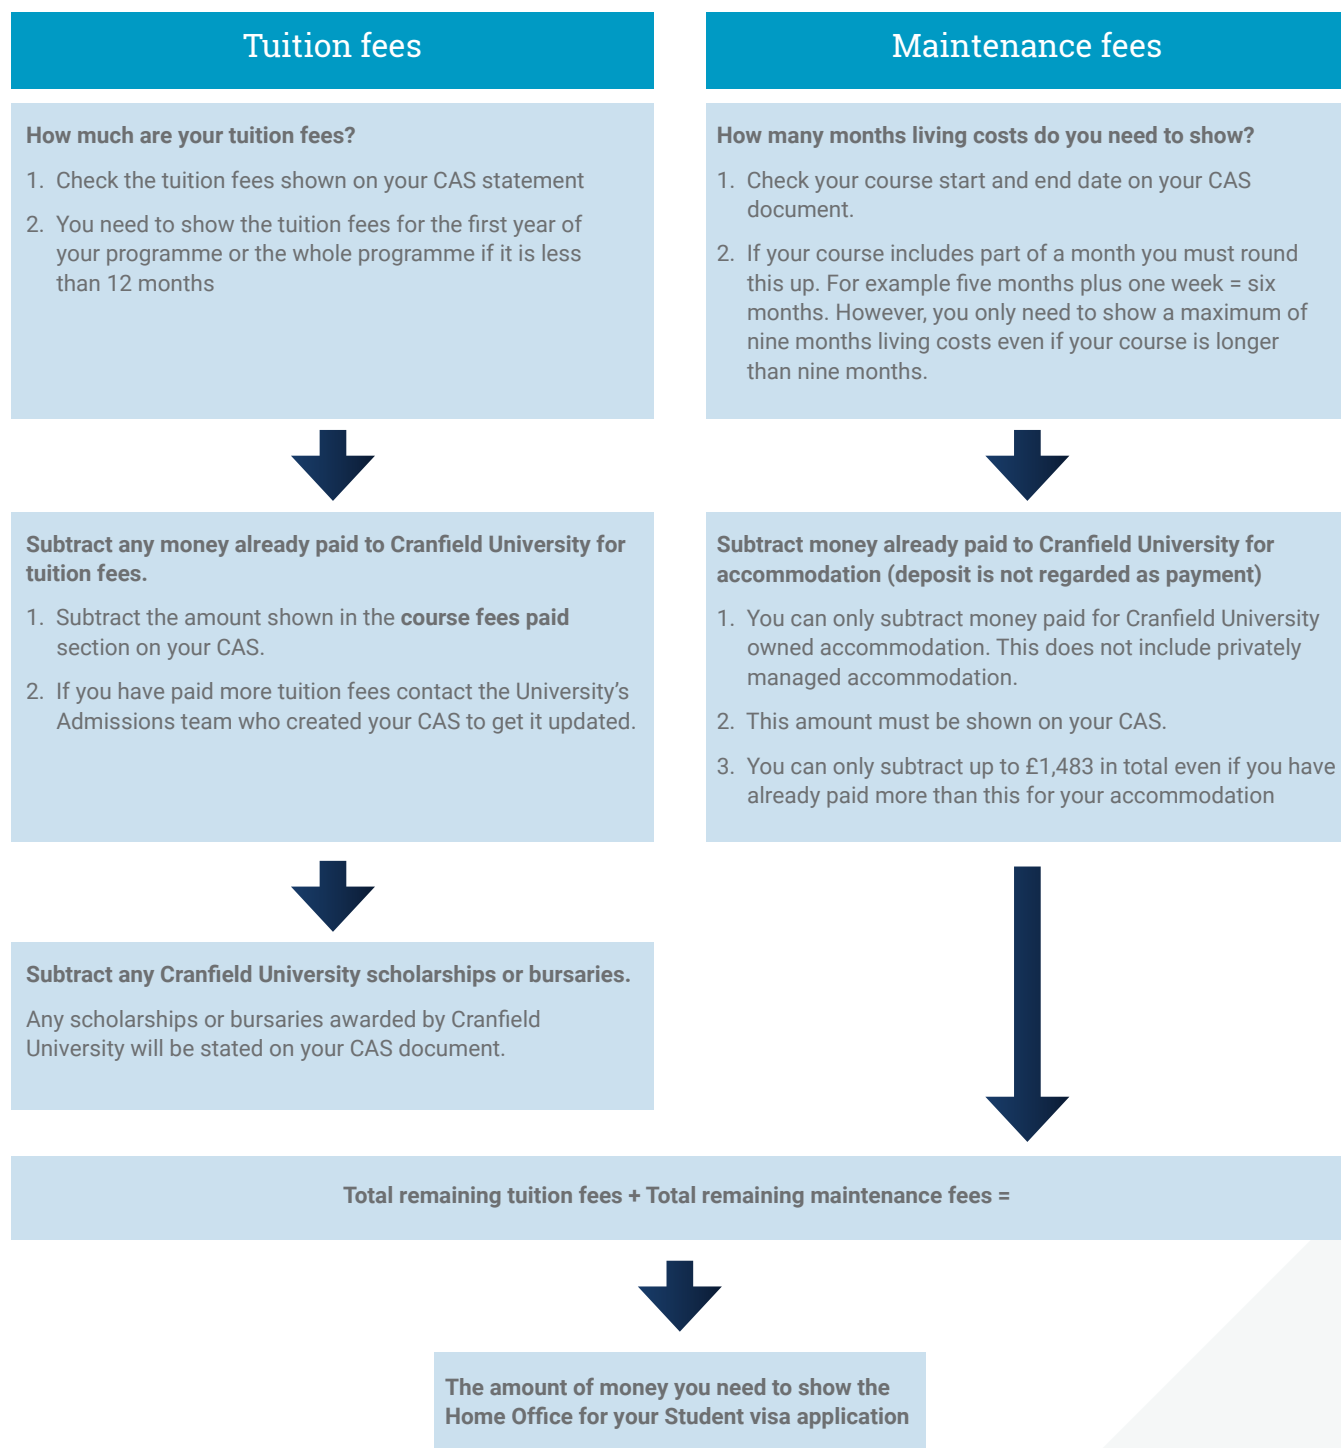 Tuition fees
How much are your tuition fees?
1. Check the tuition fees shown on your CAS statement
2. You need to show the tuition fees for the first year of
your programme or the whole programme if it is less
than 12 months
Subtract any money already paid to Cranfield University for
tuition fees.
1. Subtract the amount shown in the course fees paid
section on your CAS.
2. If you have paid more tuition fees contact the University’s
Admissions team who created your CAS to get it updated.
Subtract any Cranfield University scholarships or bursaries.
Any scholarships or bursaries awarded by Cranfield
University will be stated on your CAS document.
Maintenance fees
How many months living costs do you need to show?
1. Check your course start and end date on your CAS
document.
2. If your course includes part of a month you must round
this up. For example five months plus one week = six
months. However, you only need to show a maximum of
nine months living costs even if your course is longer
than nine months.
Subtract money already paid to Cranfield University for
accommodation (deposit is not regarded as payment)
1. You can only subtract money paid for Cranfield University
owned accommodation. This does not include privately
managed accommodation.
2. This amount must be shown on your CAS.
3. You can only subtract up to £1,483 in total even if you have
already paid more than this for your accommodation
Total remaining tuition fees + Total remaining maintenance fees =
The amount of money you need to show the
Home Office for your Student visa application